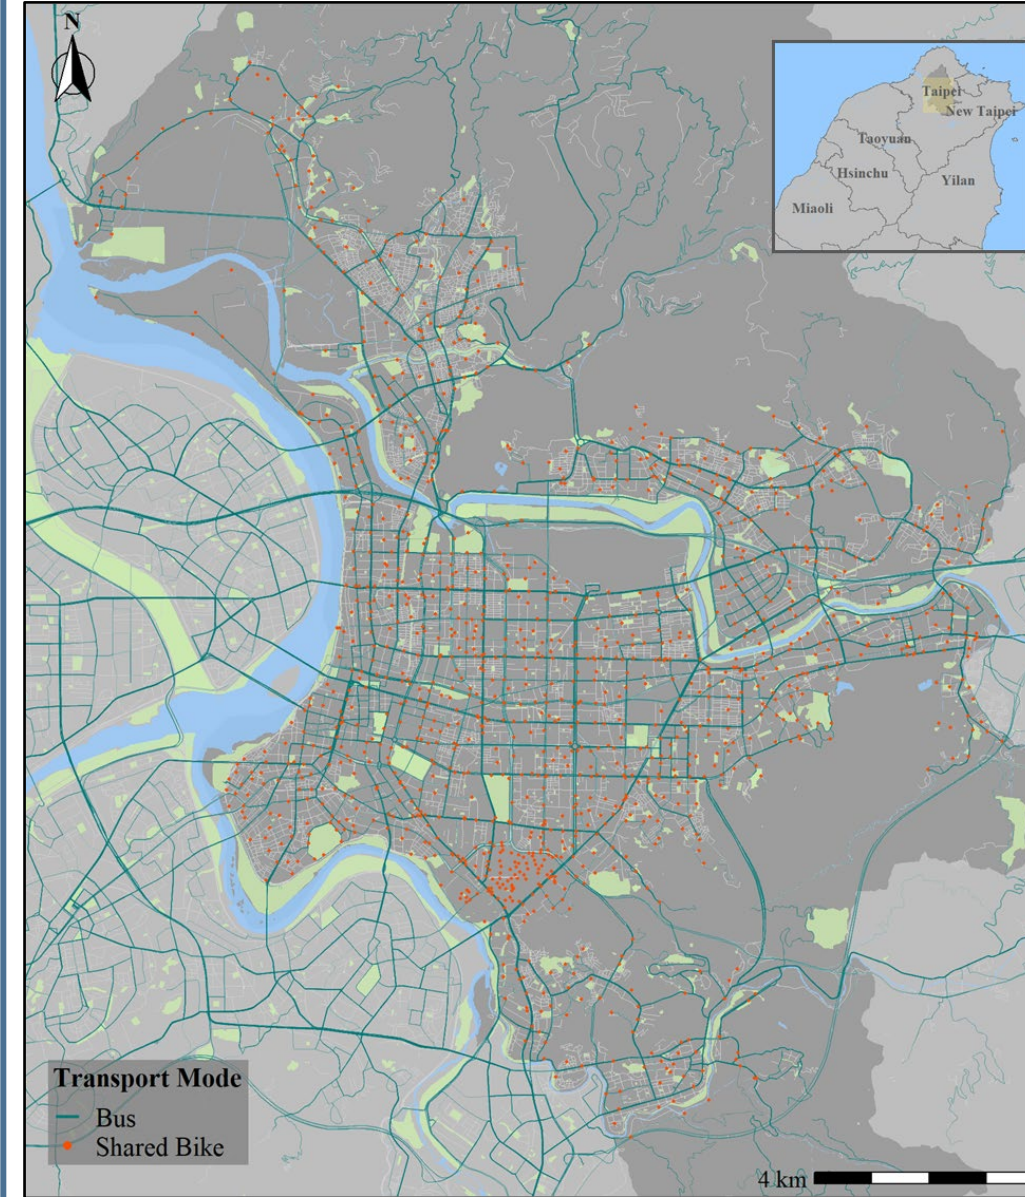 N
Taipei
New Taipei
Taoyuan
Hsinchu
Yilan
Miaoli
Transport Mode
Bus
Shared Bike
4 km